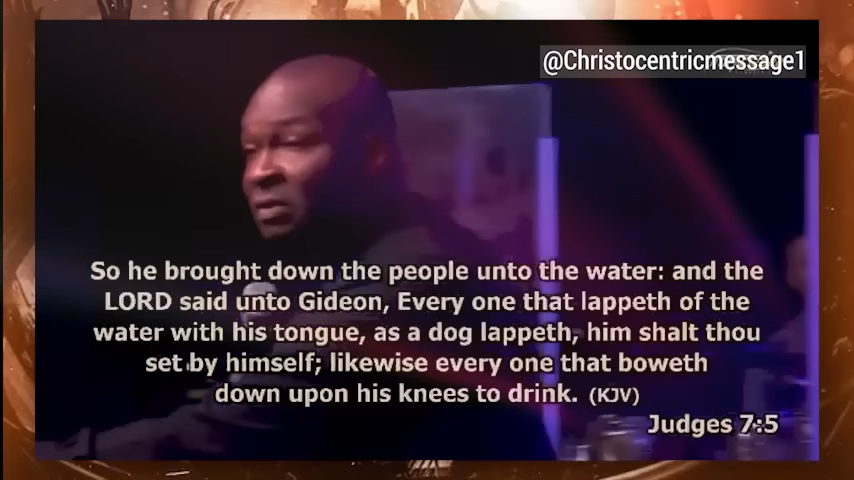 @Christocentricmessage1
So he brought down the people unto the water: and the
LORD said unto Gideon, Every one that lappeth of the
water with his tongue, as a dog lappeth, him shalt thou
set by himself; likewise every one that boweth
down upon his knees to drink. (KJV)
Judges 7:5